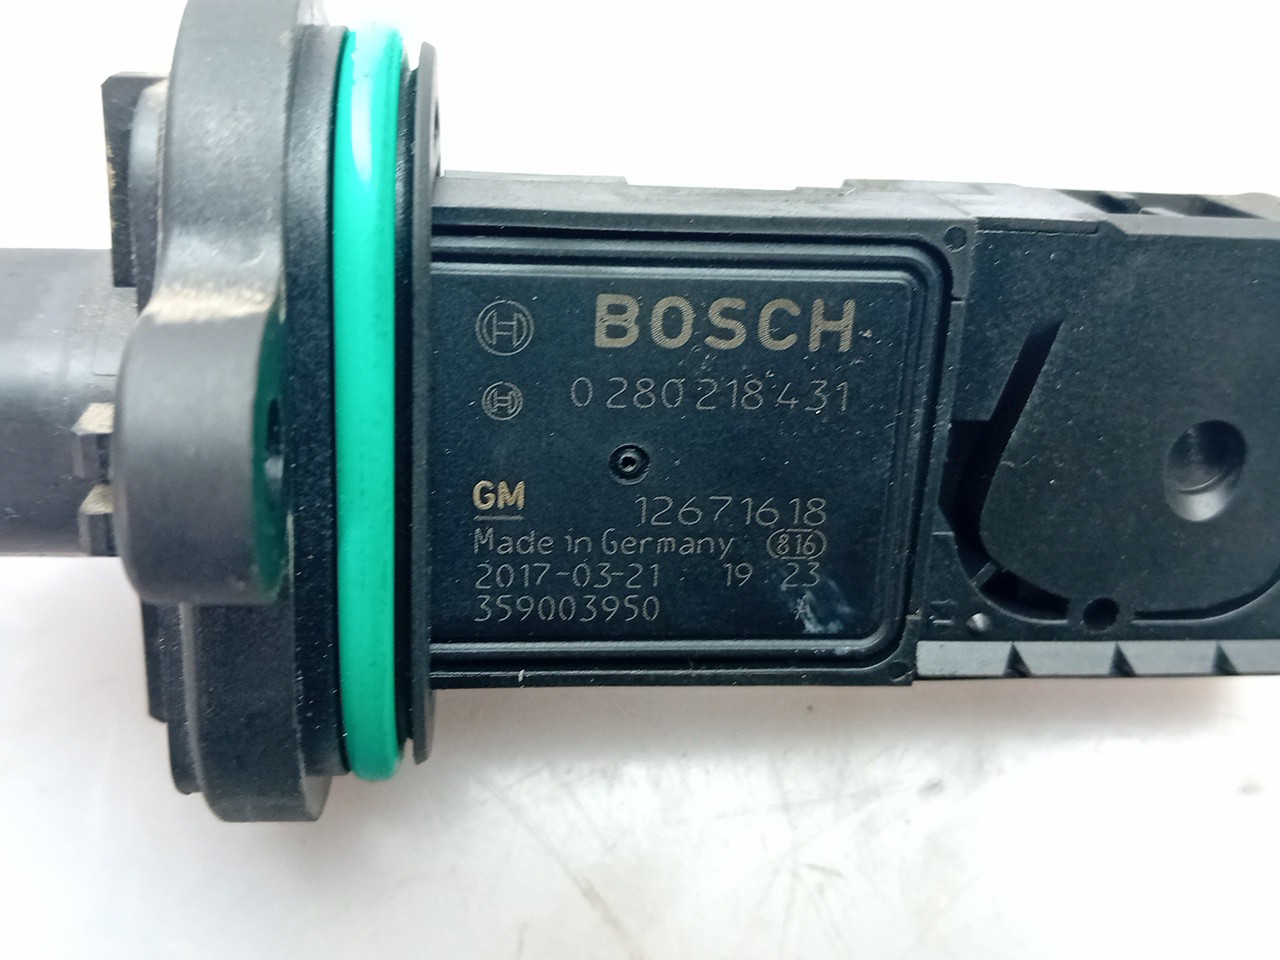 BOSCH
0 280 218 431
GM 12671618
Made in Germany 816
2017-03-21 19 23
359003950